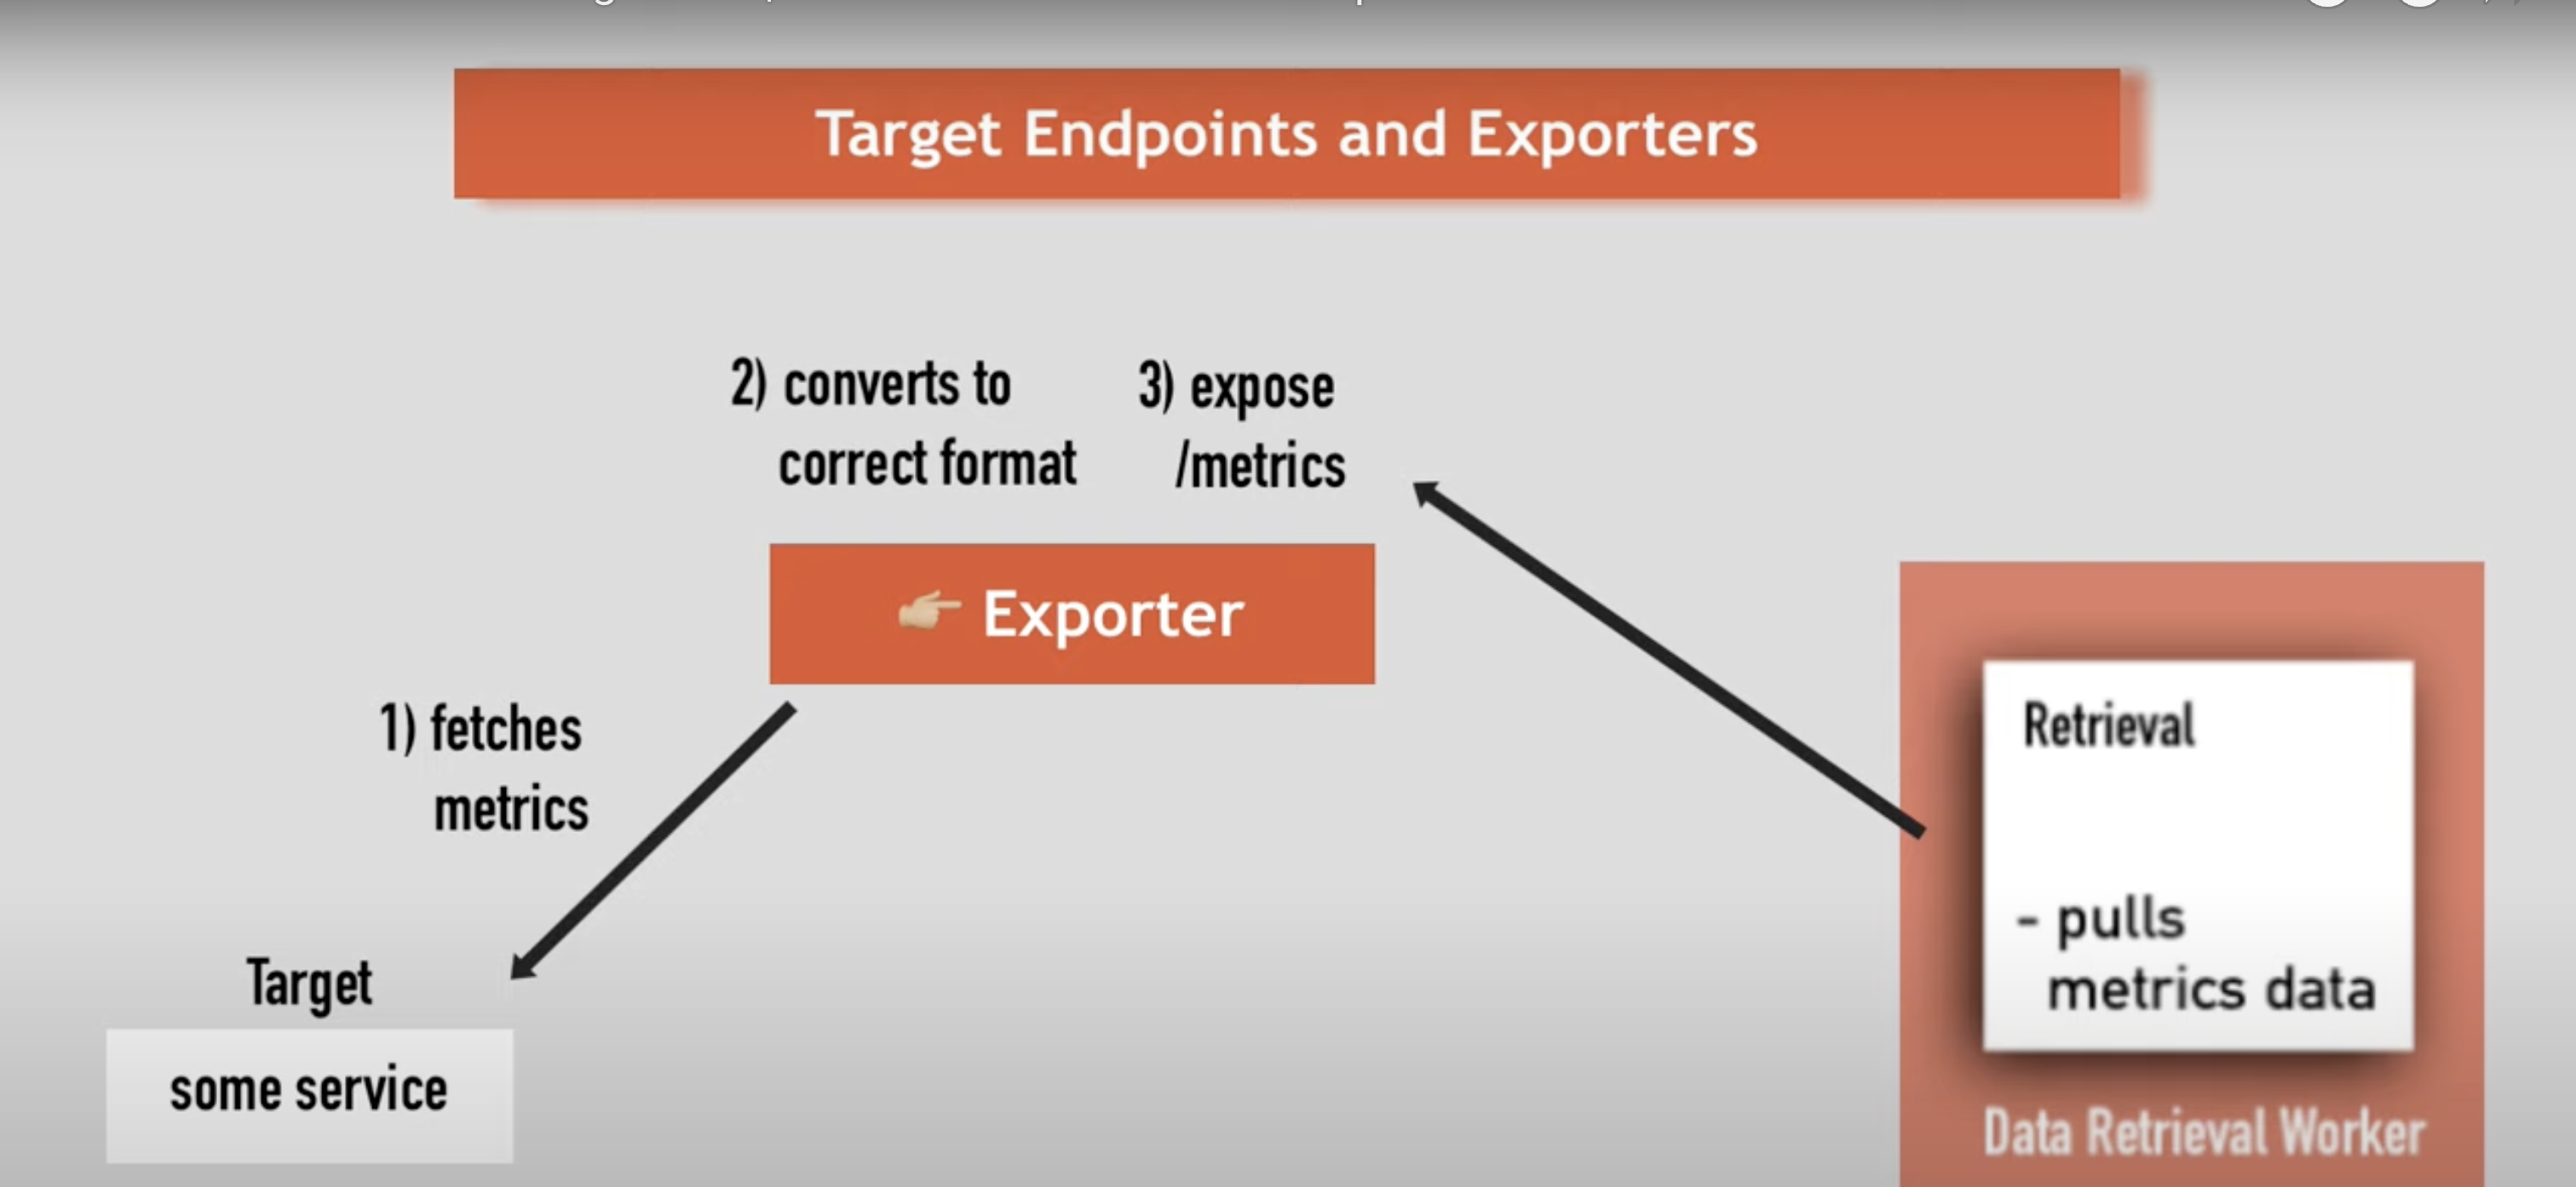 Target Endpoints and Exporters
2) converts to
correct format
3) expose
/metrics
Exporter
1) fetches
metrics
Target
some service
Retrieval
- pulls
metrics data
Data Retrieval Worker